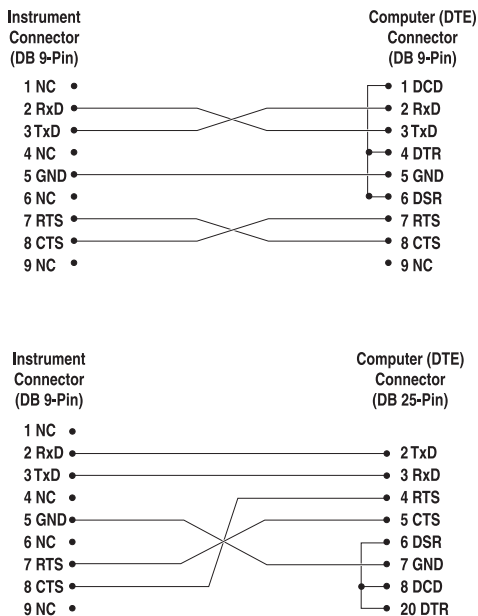 Instrument
Connector
(DB 9-Pin)
Computer (DTE)
Connector
(DB 9-Pin)
1 NC
1 DCD
2 RxD
2 RxD
3 TxD
3 TxD
4 NC
4 DTR
5 GND
5 GND
6 NC
6 DSR
7 RTS
7 RTS
8 CTS
8 CTS
9 NC
9 NC
Instrument
Connector
(DB 9-Pin)
Computer (DTE)
Connector
(DB 25-Pin)
1 NC
2 RxD
2 TxD
3 TxD
3 RxD
4 NC
4 RTS
5 GND
5 CTS
6 NC
6 DSR
7 RTS
7 GND
8 CTS
8 DCD
9 NC
20 DTR